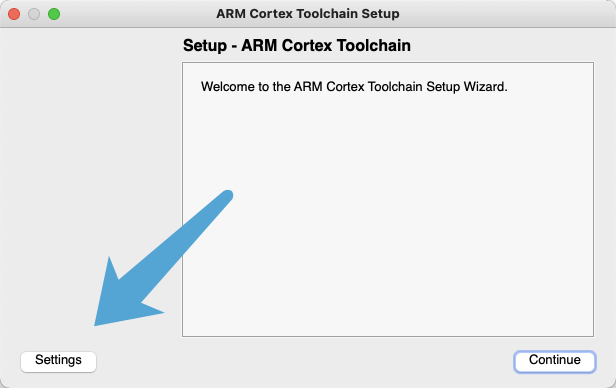 ARM Cortex Toolchain Setup
Setup - ARM Cortex Toolchain
Welcome to the ARM Cortex Toolchain Setup Wizard.
Settings
Continue